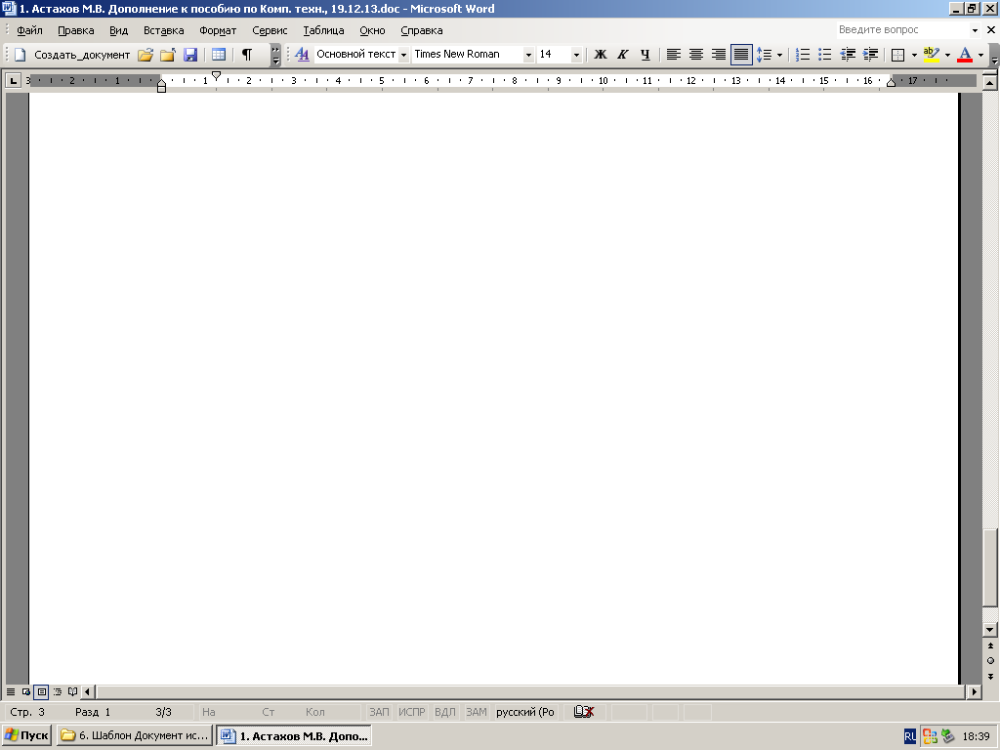 1. Астахов М.В. Дополнение к пособию по Комп. техн., 19.12.13.doc - Microsoft Word
Файл Правка Вид Вставка Формат Сервис Таблица Окно Справка Введите вопрос
Создать_документ ¶ Основной текст Times New Roman 14 Ж К Ч
3 2 1 1 2 3 4 5 6 7 8 9 10 11 12 13 14 15 16 17
Стр. 3 Разд 1 3/3 На Ст Кол ЗАП ИСПР ВДЛ ЗАМ русский (Ро
Пуск 6. Шаблон Документ ис... 1. Астахов М.В. Допо... RL 18:39